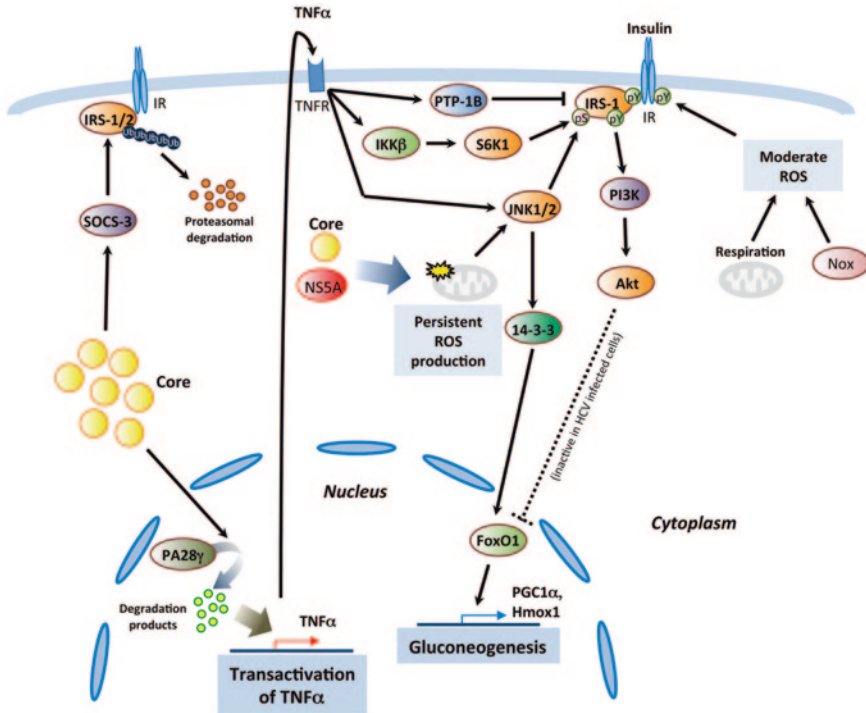 TNFα
Insulin
IR
TNFR
PTP-1B
IRS-1
pY
pY
pS
pY
IR
IRS-1/2
Ub
Ub
Ub
Ub
Ub
IKKβ
S6K1
Moderate
ROS
Proteasomal
degradation
SOCS-3
JNK1/2
PI3K
Core
NS5A
Respiration
Nox
Akt
Persistent
ROS
production
14-3-3
(inactive in HCV infected cells)
Core
Nucleus
Cytoplasm
PA28γ
FoxO1
Degradation
products
TNFα
PGC1α,
Hmox1
Transactivation
of TNFα
Gluconeogenesis